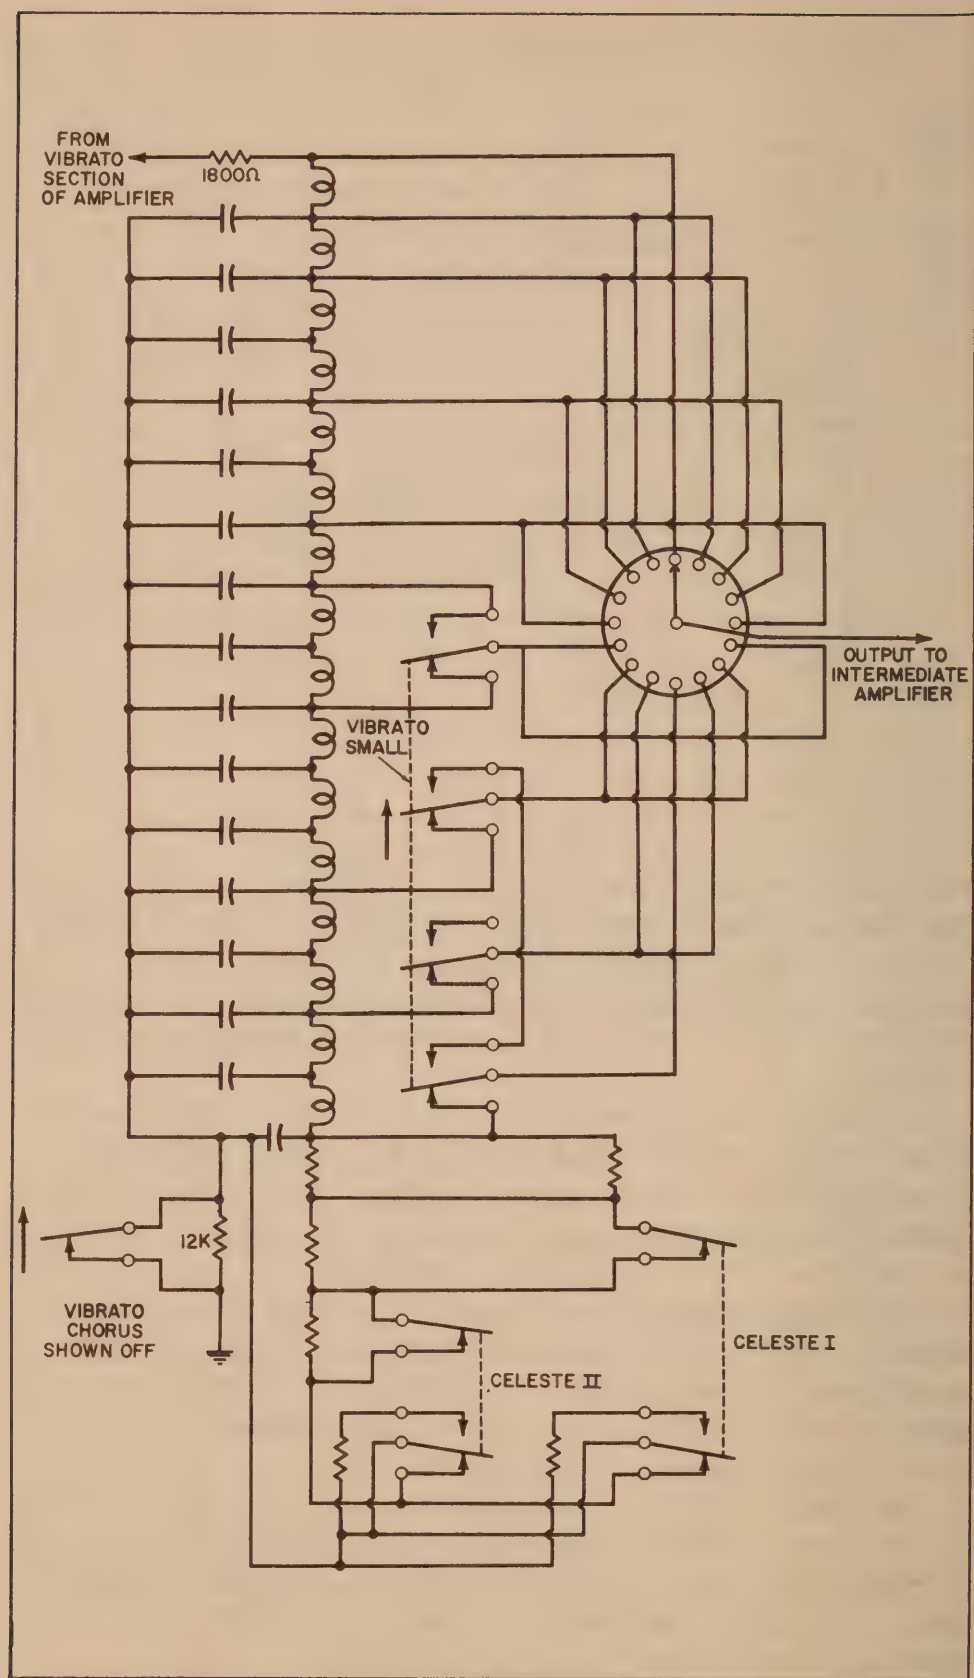 FROM
VIBRATO
SECTION
OF AMPLIFIER
1800Ω
OUTPUT TO
INTERMEDIATE
AMPLIFIER
VIBRATO
SMALL
12K
VIBRATO
CHORUS
SHOWN OFF
CELESTE I
CELESTE II